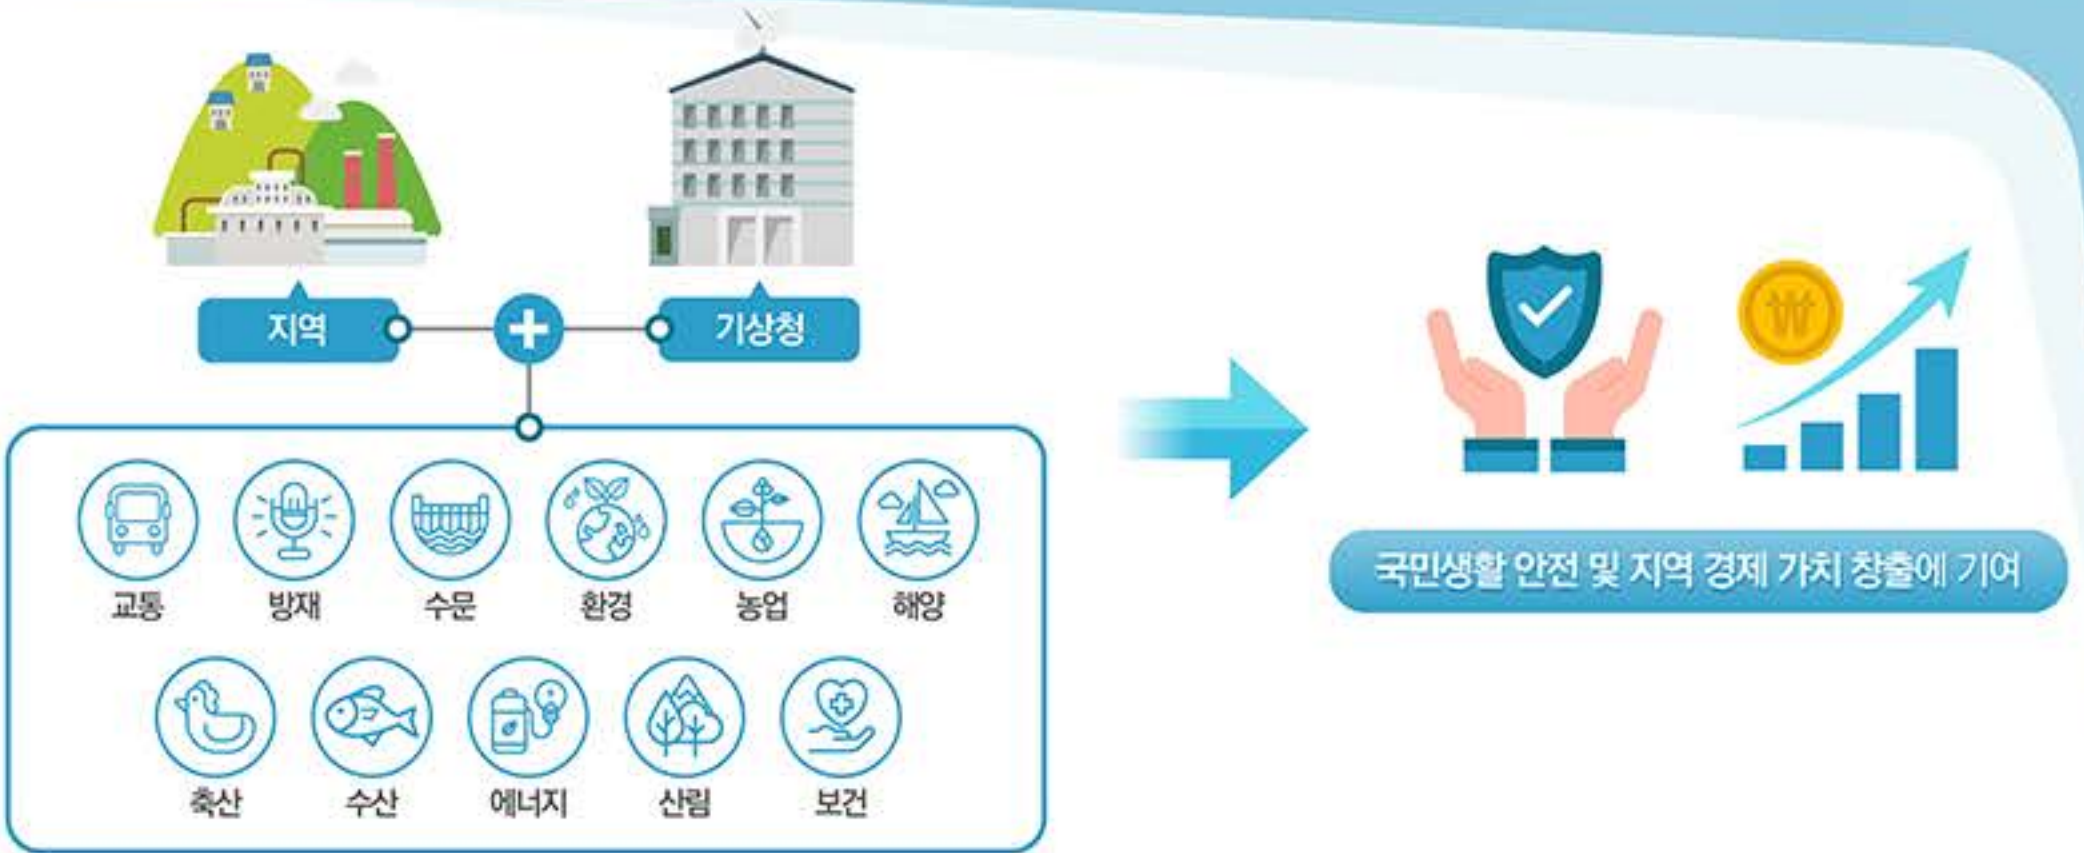 지역
기상청
교통 방재 수문 환경 농업 해양
축산 수산 에너지 산림 보건
₩
국민생활 안전 및 지역 경제 가치 창출에 기여